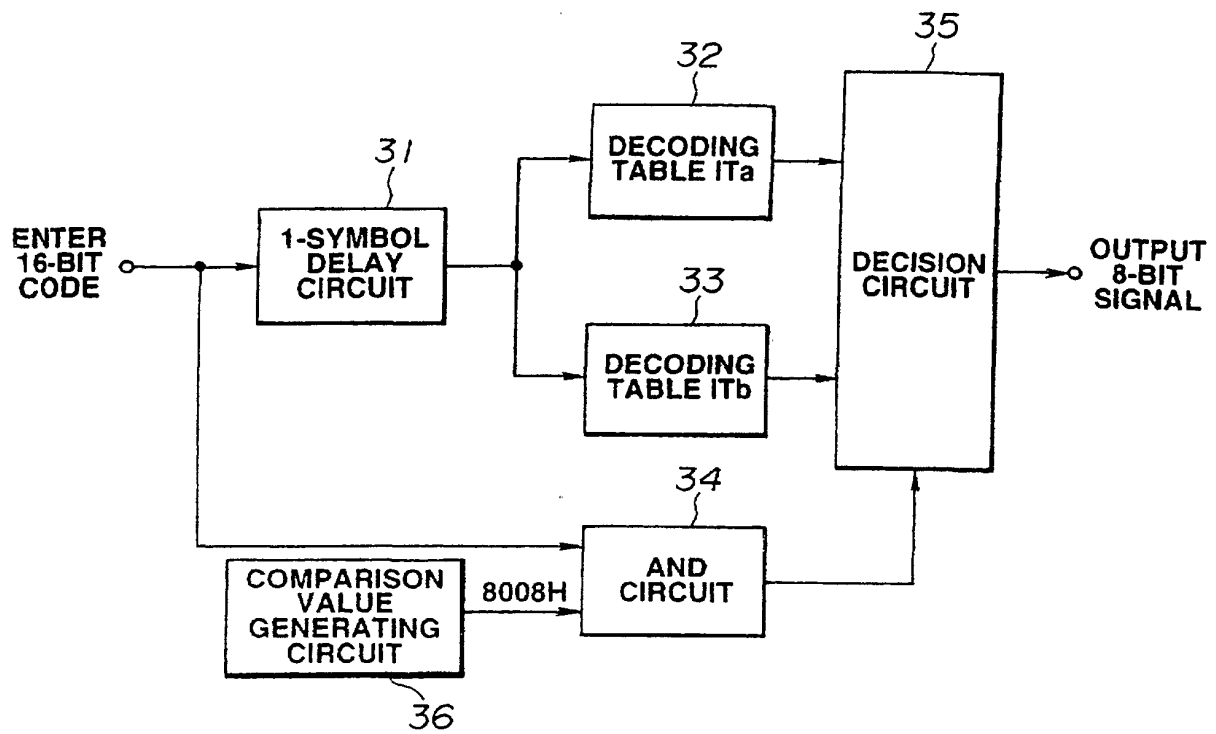 35
32
DECODING
TABLE ITa
31
ENTER
16-BIT
CODE
1-SYMBOL
DELAY
CIRCUIT
DECISION
CIRCUIT
OUTPUT
8-BIT
SIGNAL
33
DECODING
TABLE ITb
34
AND
CIRCUIT
COMPARISON
VALUE
GENERATING
CIRCUIT
8008H
36